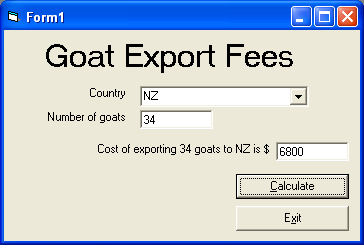 Form1
Goat Export Fees
Country NZ
Number of goats 34
Cost of exporting 34 goats to NZ is $ 6800
Calculate
Exit